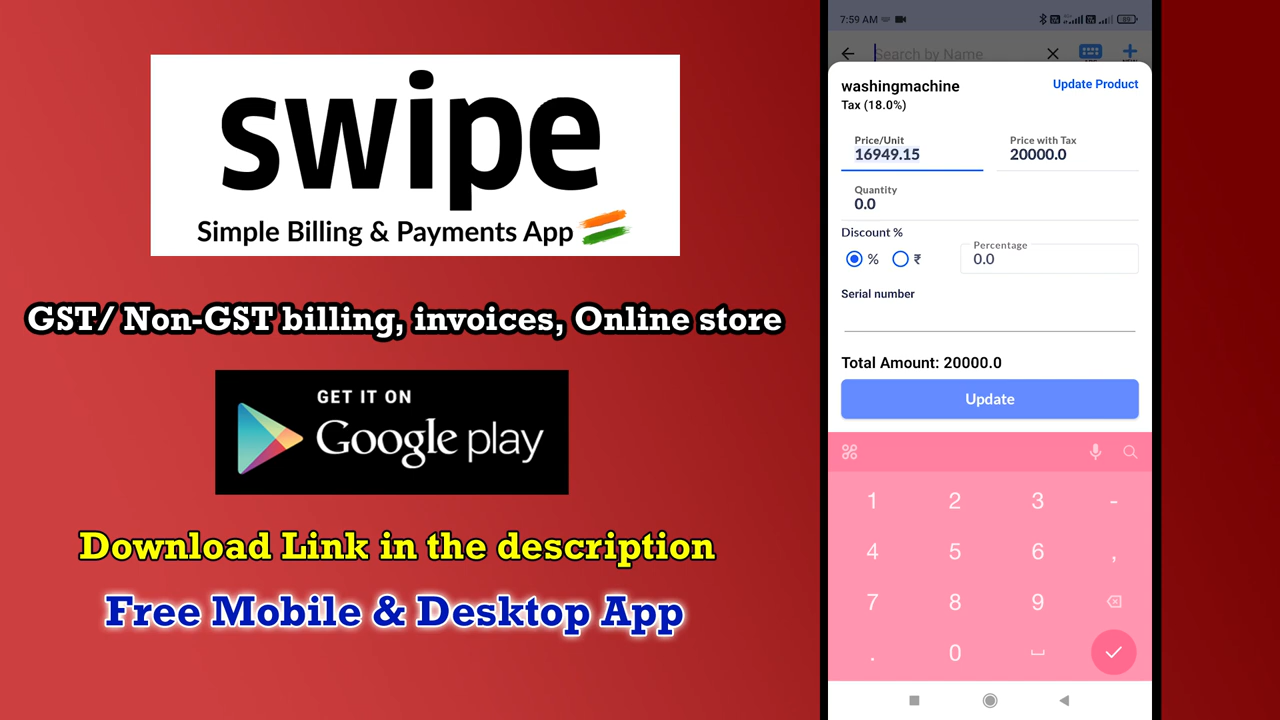 swipe
Simple Billing & Payments App
GST/ Non-GST billing, invoices, Online store
GET IT ON
Google play
Download Link in the description
Free Mobile & Desktop App
7:59 AM
89
Search by Name
washingmachine
Update Product
Tax (18.0%)
Price/Unit
Price with Tax
16949.15
20000.0
Quantity
0.0
Discount %
% ₹
Percentage
0.0
Serial number
Total Amount: 20000.0
Update
1 2 3 -
4 5 6 ,
7 8 9
. 0